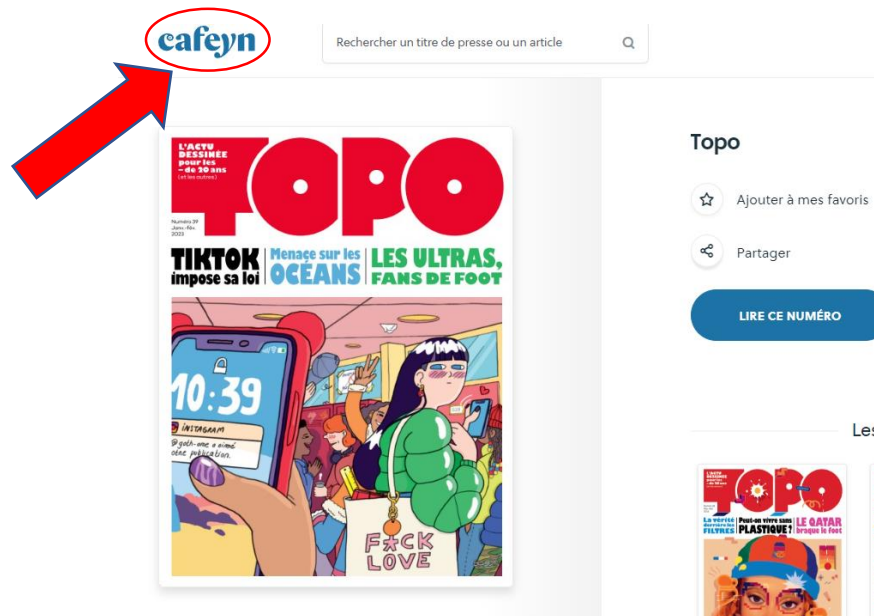 cafeyn
Rechercher un titre de presse ou un article
L'ACTU
DESSINÉE
pour les
– de 20 ans
(et les autres)
TOPO
Numéro 39
Janv.-Fév.
2023
TIKTOK
impose sa loi
Menace sur les
OCÉANS
LES ULTRAS,
FANS DE FOOT
10:39
INSTAGRAM
@goth-one a aimé
otre publication.
F*CK
LOVE
Topo
Ajouter à mes favoris
Partager
LIRE CE NUMÉRO
Les
TOPO
La vérité
derrière les
FILTRES
Peut-on vivre sans
PLASTIQUE ?
LE QATAR
braque le foot